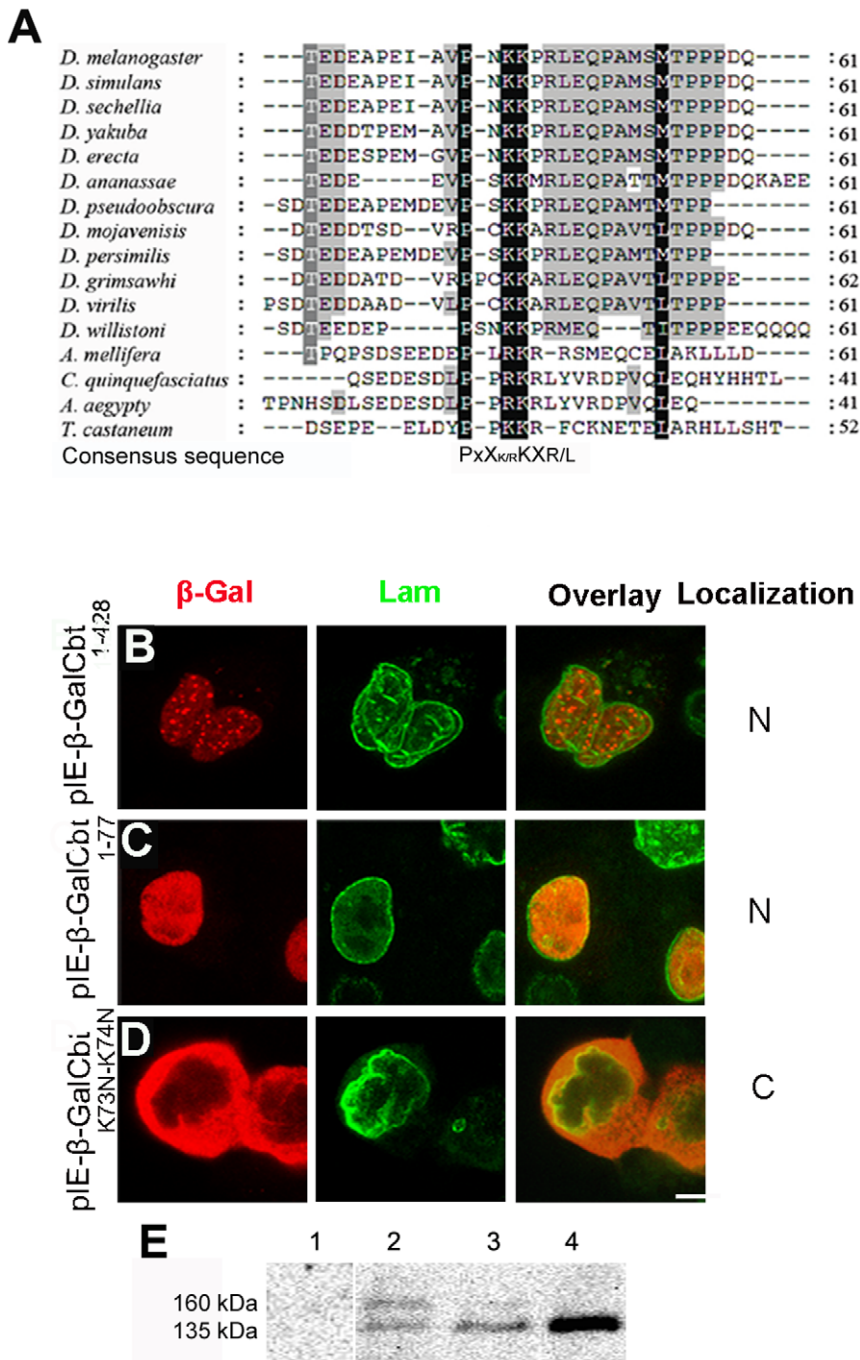 A
D. melanogaster : ---TEDEAPEI-AVP-NKKPRLEQPAMSMTPPPDQ---- :61
D. simulans : ---TEDEAPEI-AVP-NKKPRLEQPAMSMTPPPDQ---- :61
D. sechellia : ---TEDEAPEI-AVP-NKKPRLEQPAMSMTPPPDQ---- :61
D. yakuba : ---TEDDTPEM-AVP-NKKPRLEQPAMSMTPPPDQ---- :61
D. erecta : ---TEDESPEM-GVP-NKKPRLEQPAMSMTPPPDQ---- :61
D. ananassae : ---TEDE-----EVP-SKKMRLEQPATTMTPPPDQKAEE :61
D. pseudoobscura : -SDTEDEAPEMDEVP-SKKPRLEQPAMTMTPP------- :61
D. mojavenisis : ---TEDDTSD--VRP-CKKARLEQPAVTLTPPPDQ---- :61
D. persimilis : -SDTEDEAPEMDEVP-SKKPRLEQPAMTMTPP------- :61
D. grimsawhi : --DTEDDATD--VRPPCKKARLEQPAVTLTPPPE----- :62
D. virilis : PSDTEDDAAD--VLP-CKKARLEQPAVTLTPPP------ :61
D. willistoni : -SDTEEDEP-----PSNKKPRMEQ---TITPPPEEQQQQ :61
A. mellifera : ---TPQPSDSEEDEP-LRKR-RSMEQCELAKLLLD---- :61
C. quinquefasciatus : ------QSEDESDLP-PRKRLYVRDPVQLEQHYHHTL-- :41
A. aegypty : TPNHSDLSEDESDLP-PRKRLYVRDPVQLEQ-------- :41
T. castaneum : ---DSEPE--ELDYP-PKKR-FCKNETELARHLLSHT-- :52
Consensus sequence PxXK/RKXR/L
β-Gal Lam Overlay Localization
pIE-β-GalCbt 1-428
B
N
pIE-β-GalCbt 1-77
C
N
pIE-β-GalCbt K73N-K74N
D
C
E
1 2 3 4
160 kDa
135 kDa